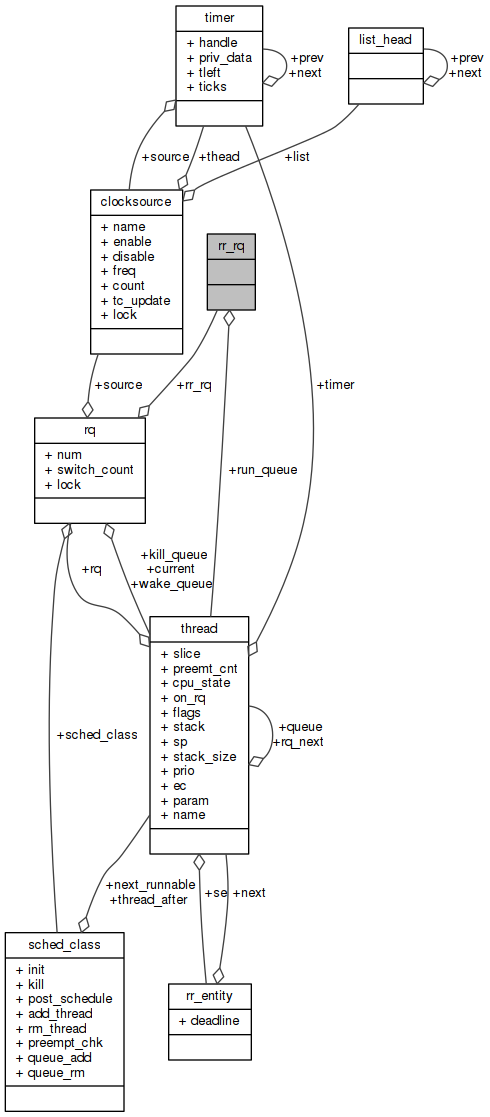 timer
+ handle
+ priv_data
+ tleft
+ ticks
+prev
+next
list_head
+prev
+next
+source
+thead
+list
clocksource
+ name
+ enable
+ disable
+ freq
+ count
+ tc_update
+ lock
rr_rq
+source
+rr_rq
+timer
rq
+ num
+ switch_count
+ lock
+run_queue
+rq
+kill_queue
+current
+wake_queue
thread
+ slice
+ preemt_cnt
+ cpu_state
+ on_rq
+ flags
+ stack
+ sp
+ stack_size
+ prio
+ ec
+ param
+ name
+queue
+rq_next
+sched_class
+next_runnable
+thread_after
+se
+next
sched_class
+ init
+ kill
+ post_schedule
+ add_thread
+ rm_thread
+ preempt_chk
+ queue_add
+ queue_rm
rr_entity
+ deadline